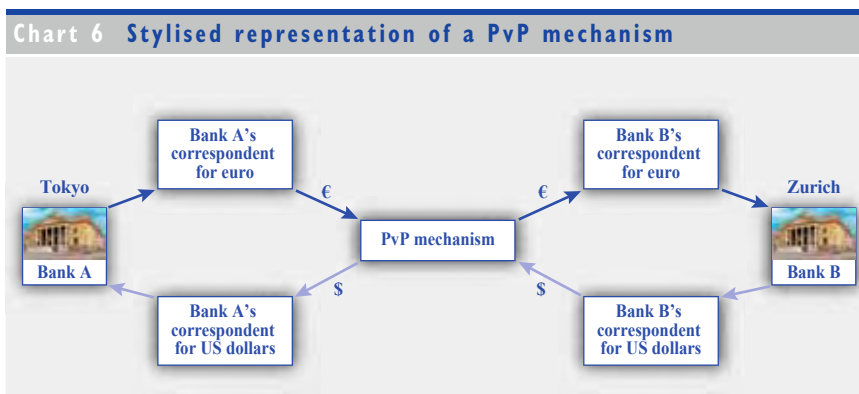 Chart 6 Stylised representation of a PvP mechanism
Bank A’s
correspondent
for euro
Bank B’s
correspondent
for euro
Tokyo
€
€
Zurich
PvP mechanism
Bank A
Bank B
$
$
Bank A’s
correspondent
for US dollars
Bank B’s
correspondent
for US dollars